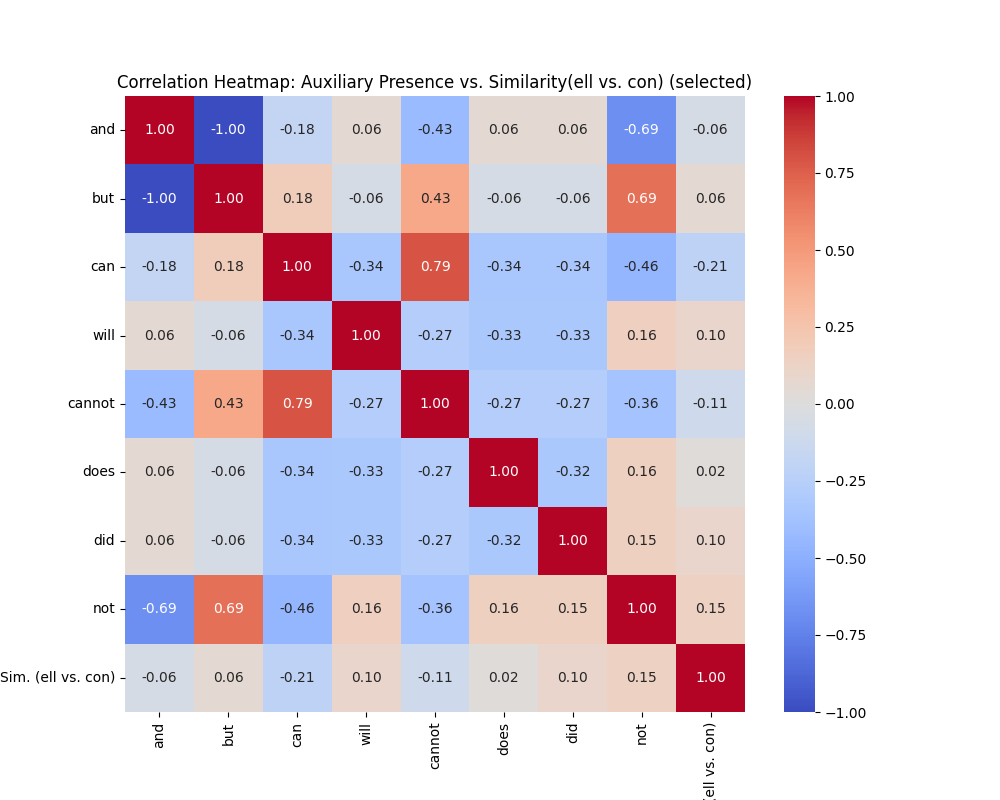 Correlation Heatmap: Auxiliary Presence vs. Similarity(ell vs. con) (selected)
and 1.00 -1.00 -0.18 0.06 -0.43 0.06 0.06 -0.69 -0.06
but -1.00 1.00 0.18 -0.06 0.43 -0.06 -0.06 0.69 0.06
can -0.18 0.18 1.00 -0.34 0.79 -0.34 -0.34 -0.46 -0.21
will 0.06 -0.06 -0.34 1.00 -0.27 -0.33 -0.33 0.16 0.10
cannot -0.43 0.43 0.79 -0.27 1.00 -0.27 -0.27 -0.36 -0.11
does 0.06 -0.06 -0.34 -0.33 -0.27 1.00 -0.32 0.16 0.02
did 0.06 -0.06 -0.34 -0.33 -0.27 -0.32 1.00 0.15 0.10
not -0.69 0.69 -0.46 0.16 -0.36 0.16 0.15 1.00 0.15
Sim. (ell vs. con) -0.06 0.06 -0.21 0.10 -0.11 0.02 0.10 0.15 1.00
and but can will cannot does did not (ell vs. con)
1.00
0.75
0.50
0.25
0.00
−0.25
−0.50
−0.75
−1.00